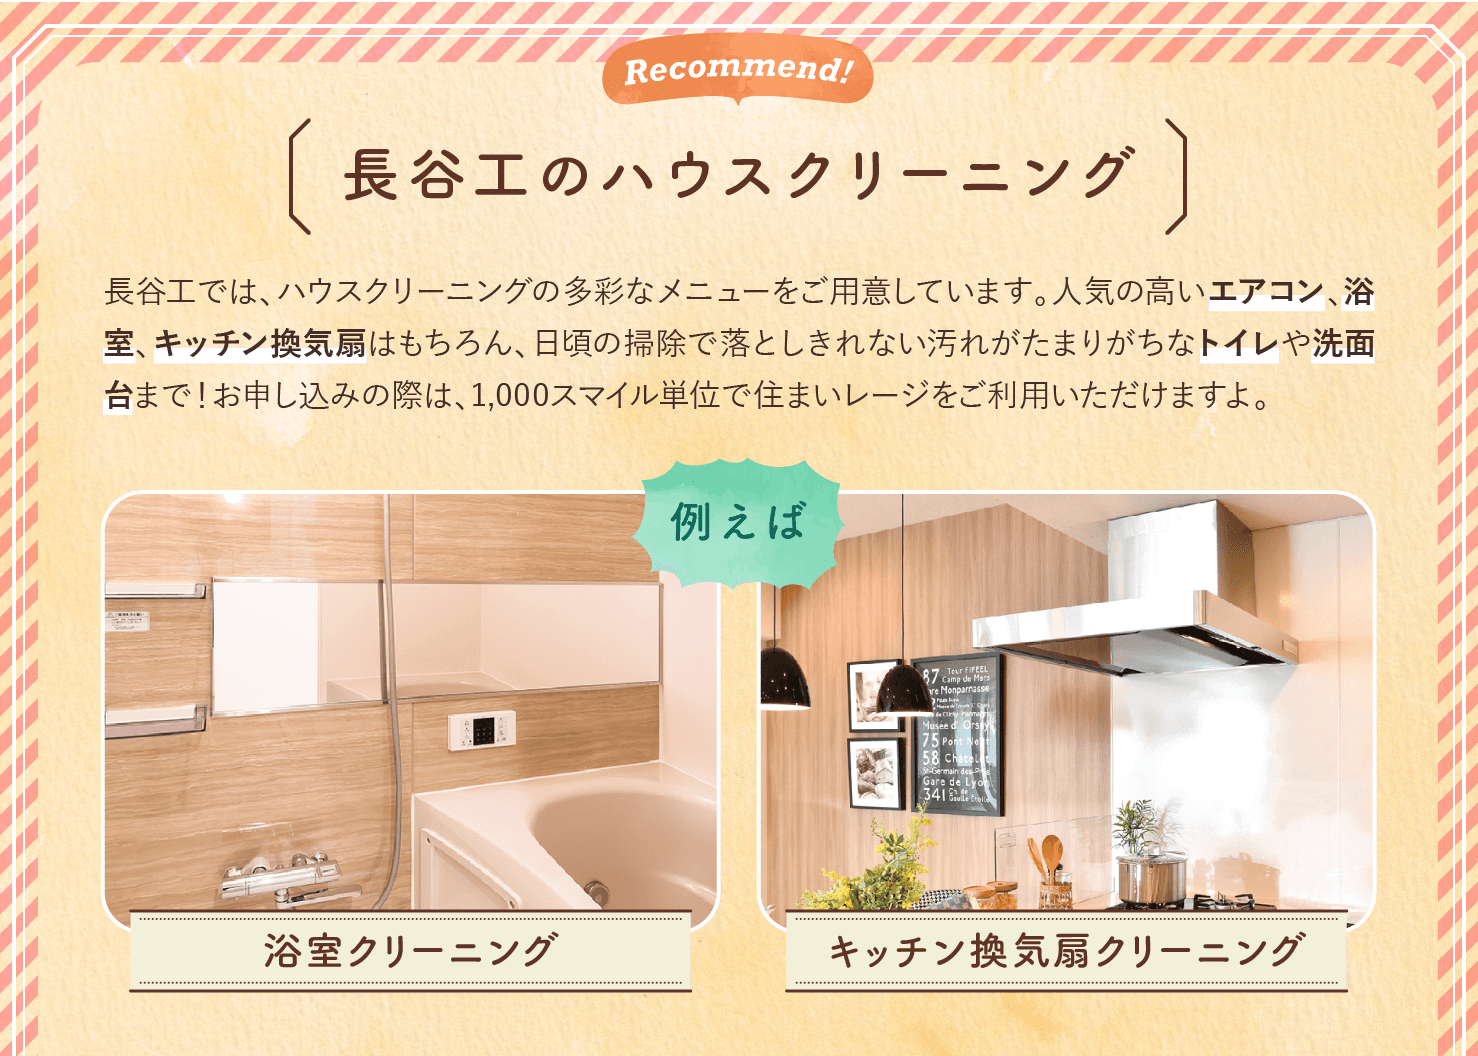 Recommend!
長谷工のハウスクリーニング
長谷工では、ハウスクリーニングの多彩なメニューをご用意しています。人気の高いエアコン、浴
室、キッチン換気扇はもちろん、日頃の掃除で落としきれない汚れがたまりがちなトイレや洗面
台まで！お申し込みの際は、1,000スマイル単位で住まいレージをご利用いただけますよ。
例えば
87 Tour EIFEEL
Camp de Mars
Monparnasse
Musee d' Orsay
75 Pont Neuf
58 Chatelet
St-Germain des-Pres
Gare de Lyon
341 Ch. de
Gaulle Etoile
浴室クリーニング
キッチン換気扇クリーニング